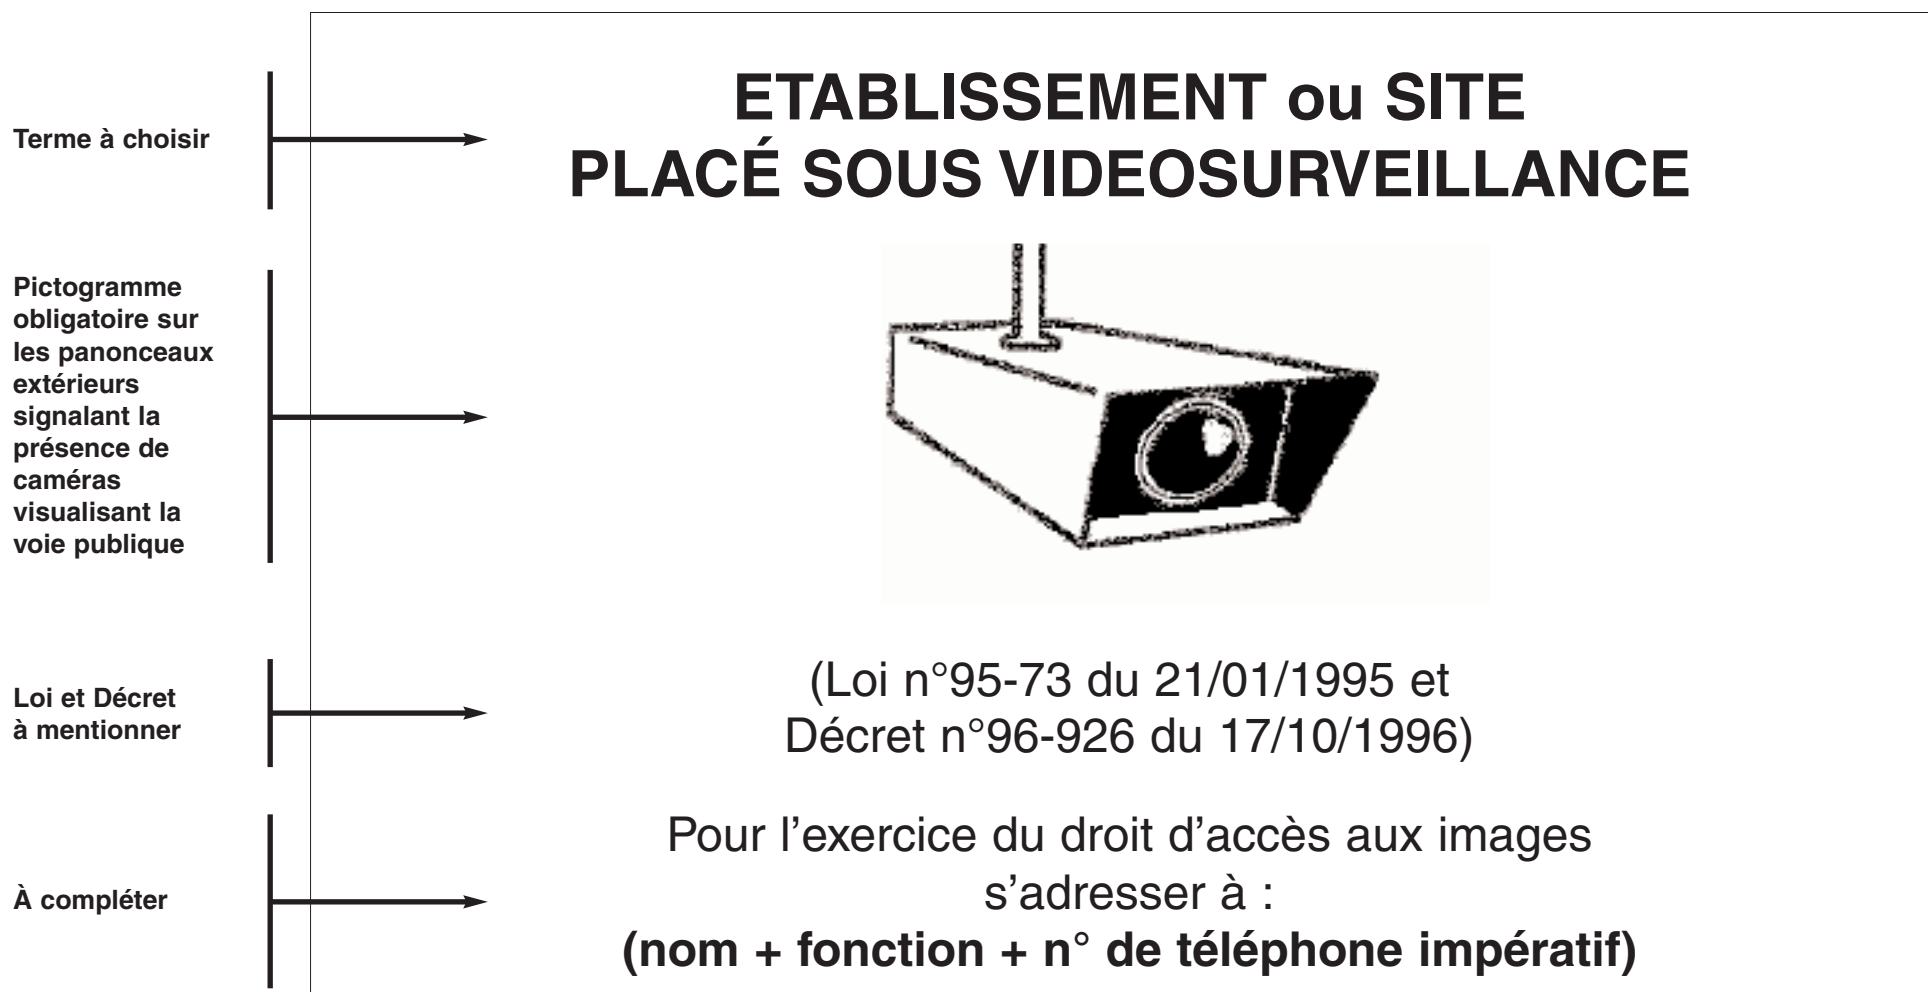 Terme à choisir
ETABLISSEMENT ou SITE
PLACÉ SOUS VIDEOSURVEILLANCE
Pictogramme
obligatoire sur
les panonceaux
extérieurs
signalant la
présence de
caméras
visualisant la
voie publique
Loi et Décret
à mentionner
(Loi n°95-73 du 21/01/1995 et
Décret n°96-926 du 17/10/1996)
À compléter
Pour l’exercice du droit d’accès aux images
s’adresser à :
(nom + fonction + n° de téléphone impératif)